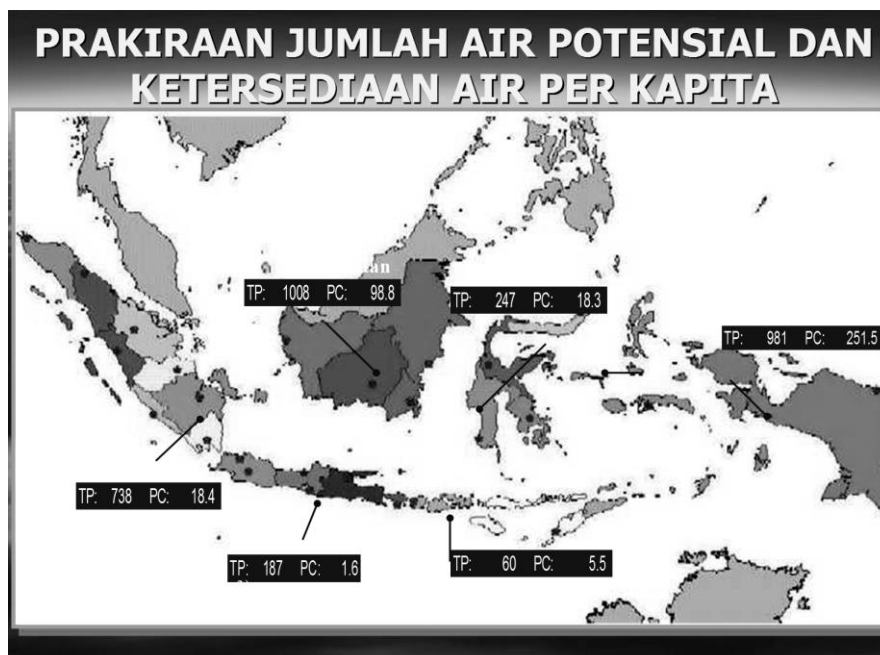 PRAKIRAAN JUMLAH AIR POTENSIAL DAN
KETERSEDIAAN AIR PER KAPITA
TP: 1008 PC: 98.8
TP: 247 PC: 18.3
TP: 981 PC: 251.5
TP: 738 PC: 18.4
TP: 187 PC: 1.6
TP: 60 PC: 5.5